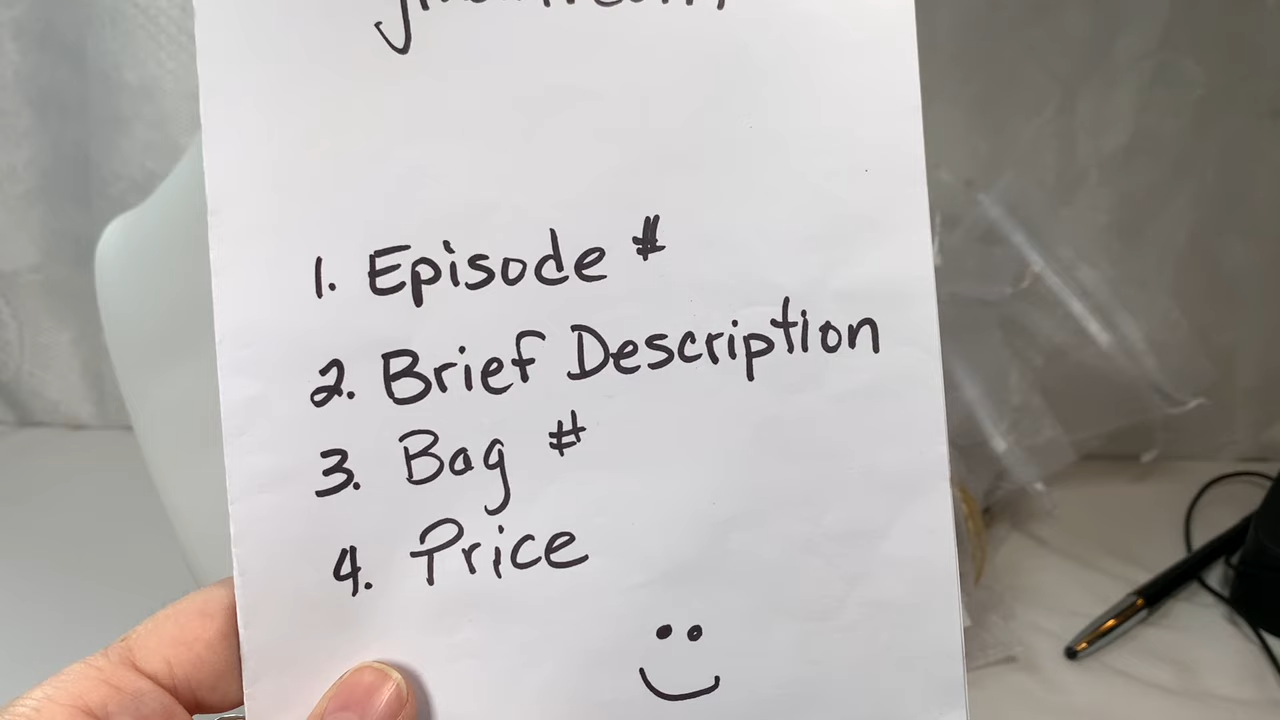 1. Episode #
2. Brief Description
3. Bag #
4. Price